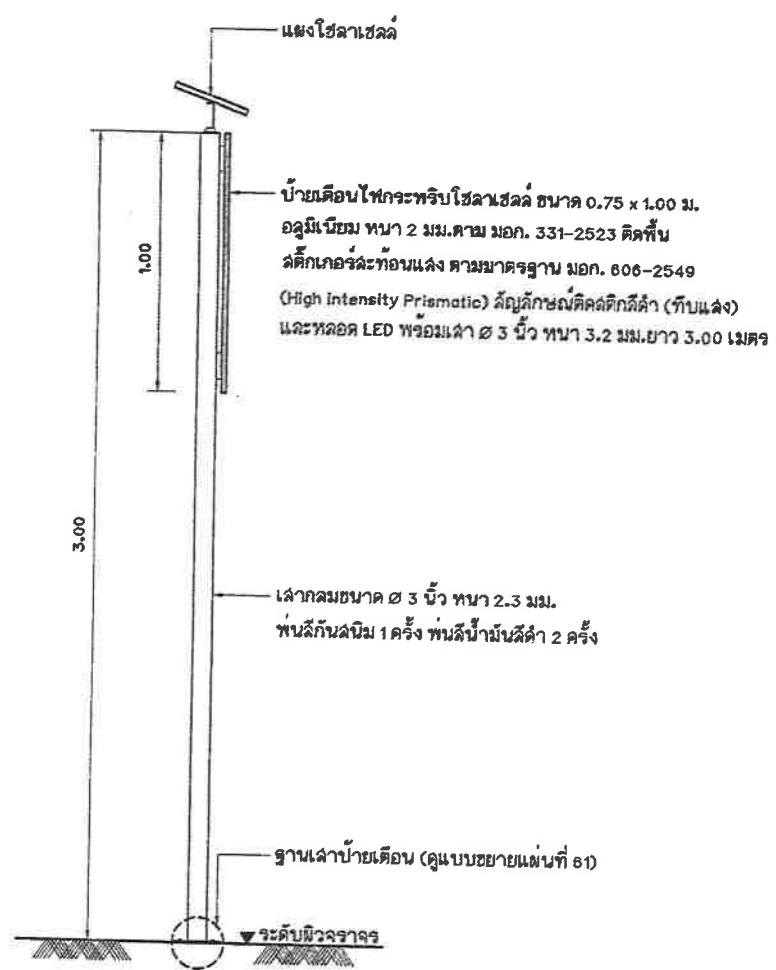 แผงโซลาเซลล์
ป้ายเตือนไฟกระพริบโซลาเซลล์ ขนาด 0.75 x 1.00 ม.
อลูมิเนียม หนา 2 มม.ตาม มอก. 331-2523 ติดพื้น
สติ๊กเกอร์สะท้อนแสง ตามมาตรฐาน มอก. 606-2549
(High Intensity Prismatic) สัญลักษณ์ติดสติกสีดำ (ทึบแสง)
และหลอด LED พร้อมเสา Ø 3 นิ้ว หนา 3.2 มม.ยาว 3.00 เมตร
1.00
3.00
เสากลมขนาด Ø 3 นิ้ว หนา 2.3 มม.
พ่นสีกันสนิม 1 ครั้ง พ่นสีน้ำมันสีดำ 2 ครั้ง
ฐานเสาป้ายเตือน (ดูแบบขยายแผ่นที่ 61)
ระดับผิวจราจร